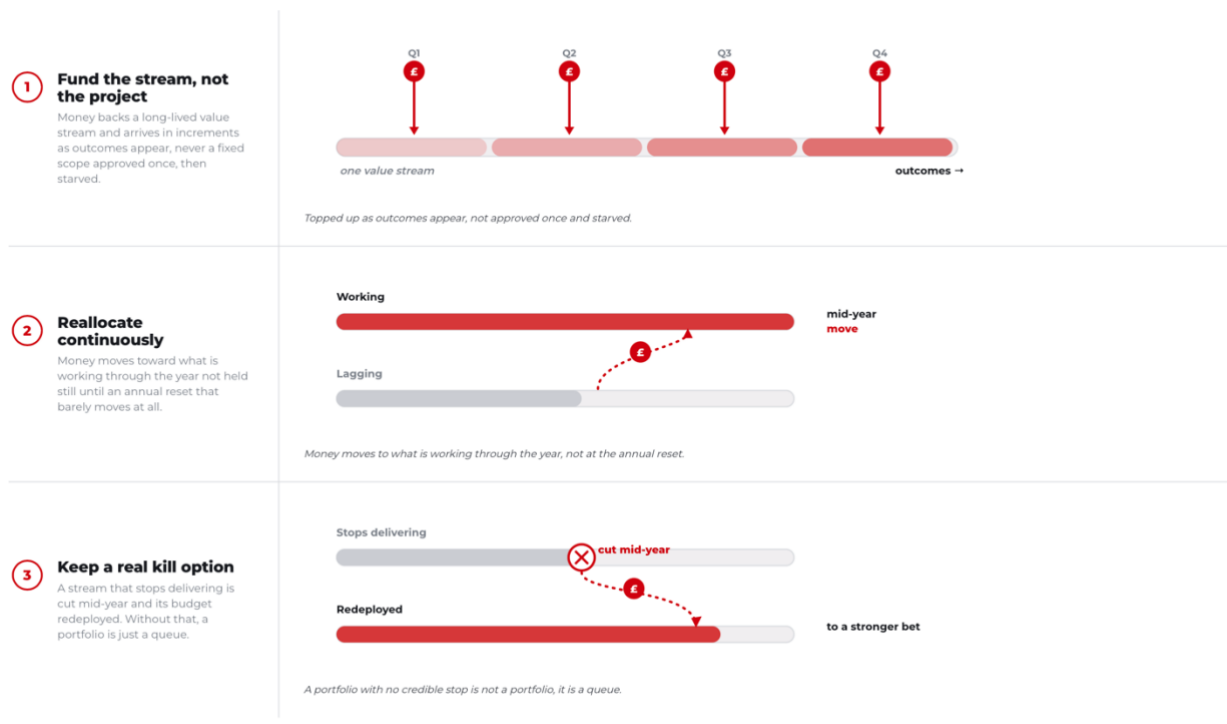 1
Fund the stream, not
the project
Money backs a long-lived value
stream and arrives in increments
as outcomes appear, never a fixed
scope approved once, then
starved.
Q1
Q2
Q3
Q4
£
£
£
£
one value stream
outcomes →
Topped up as outcomes appear, not approved once and starved.
2
Reallocate
continuously
Money moves toward what is
working through the year not held
still until an annual reset that
barely moves at all.
Working
mid-year
move
£
Lagging
Money moves to what is working through the year, not at the annual reset.
3
Keep a real kill option
A stream that stops delivering is
cut mid-year and its budget
redeployed. Without that, a
portfolio is just a queue.
Stops delivering
cut mid-year
£
Redeployed
to a stronger bet
A portfolio with no credible stop is not a portfolio, it is a queue.